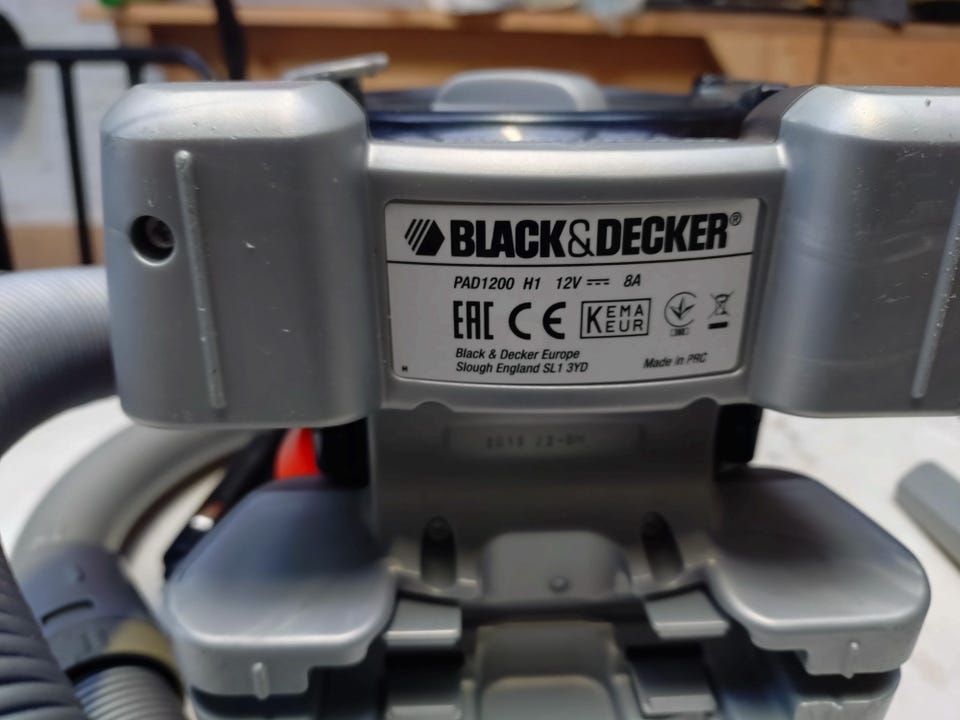 BLACK&DECKER®
PAD1200 H1 12V 8A
EAC CE KEMA EUR
Black & Decker Europe
Slough England SL1 3YD
Made in PRC